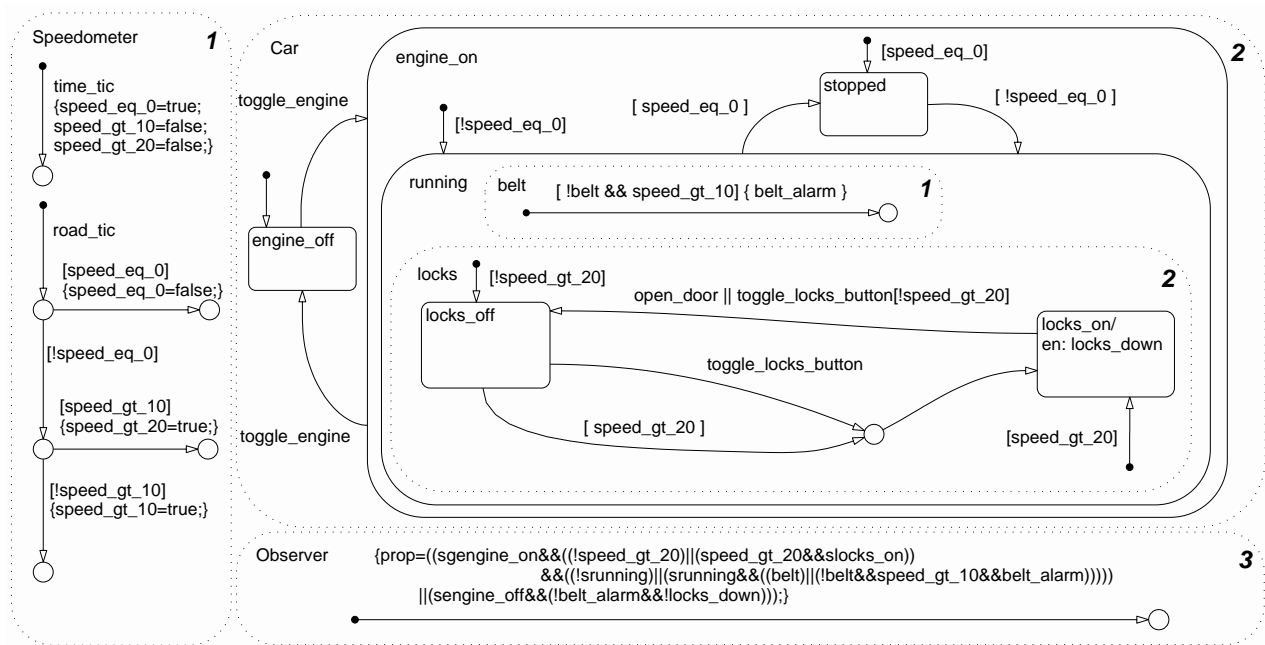 Speedometer
1
time_tic
{speed_eq_0=true;
speed_gt_10=false;
speed_gt_20=false;}
road_tic
[speed_eq_0]
{speed_eq_0=false;}
[!speed_eq_0]
[speed_gt_10]
{speed_gt_20=true;}
[!speed_gt_10]
{speed_gt_10=true;}
Car
2
toggle_engine
engine_off
toggle_engine
engine_on
[speed_eq_0]
stopped
[ speed_eq_0 ]
[ !speed_eq_0 ]
[!speed_eq_0]
running
belt
[ !belt && speed_gt_10] { belt_alarm }
1
locks
2
[!speed_gt_20]
locks_off
open_door || toggle_locks_button[!speed_gt_20]
locks_on/
en: locks_down
toggle_locks_button
[ speed_gt_20 ]
[speed_gt_20]
Observer
3
{prop=((sgengine_on&&((!speed_gt_20)||(speed_gt_20&&slocks_on))
&&((!srunning)||(srunning&&((belt)||(!belt&&speed_gt_10&&belt_alarm)))))
||(sengine_off&&(!belt_alarm&&!locks_down)));}